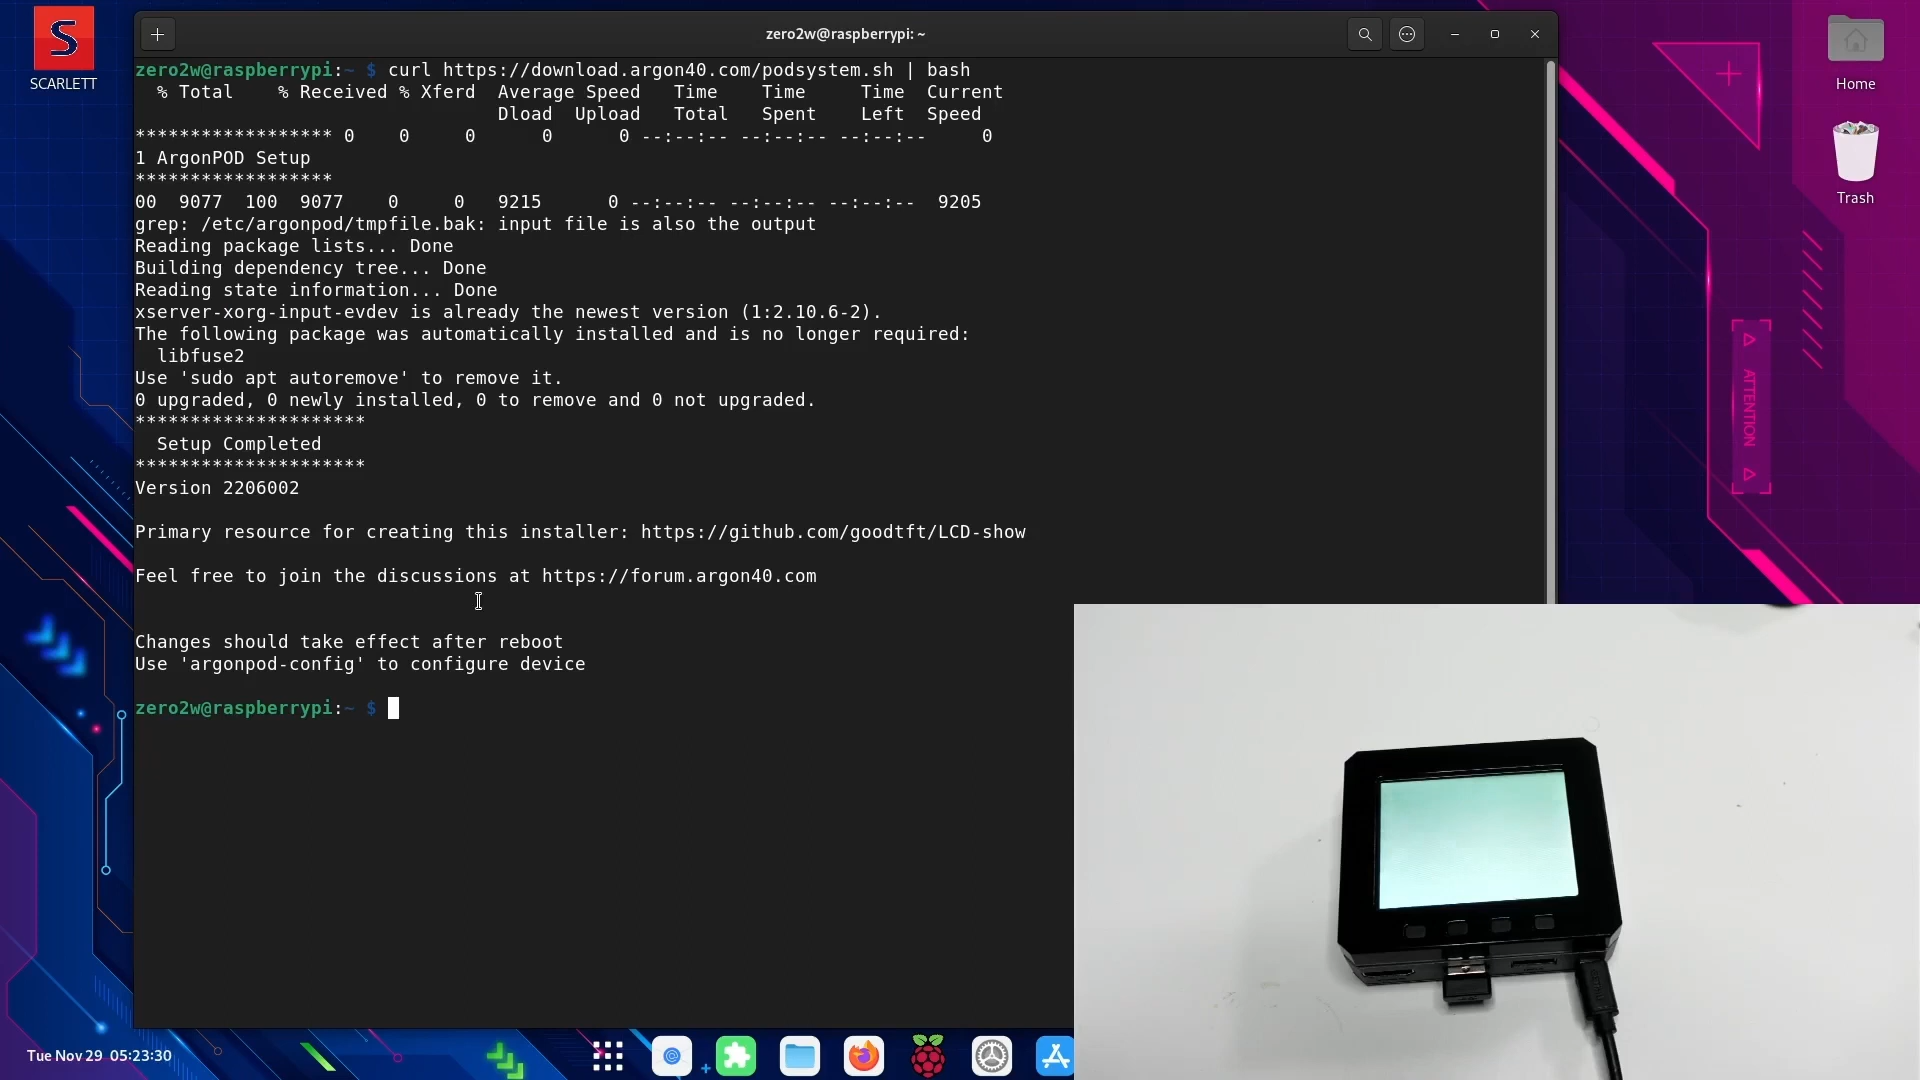 SCARLETT
zero2w@raspberrypi: ~
zero2w@raspberrypi:~ $ curl https://download.argon40.com/podsystem.sh | bash
% Total    % Received % Xferd  Average Speed   Time    Time     Time  Current
Dload  Upload   Total   Spent    Left  Speed
****************** 0    0     0      0      0 --:--:-- --:--:-- --:--:--     0
1 ArgonPOD Setup
******************
00  9077  100  9077    0     0   9215      0 --:--:-- --:--:-- --:--:--  9205
grep: /etc/argonpod/tmpfile.bak: input file is also the output
Reading package lists... Done
Building dependency tree... Done
Reading state information... Done
xserver-xorg-input-evdev is already the newest version (1:2.10.6-2).
The following package was automatically installed and is no longer required:
libfuse2
Use 'sudo apt autoremove' to remove it.
0 upgraded, 0 newly installed, 0 to remove and 0 not upgraded.
*********************
Setup Completed
*********************
Version 2206002
Primary resource for creating this installer: https://github.com/goodtft/LCD-show
Feel free to join the discussions at https://forum.argon40.com
Changes should take effect after reboot
Use 'argonpod-config' to configure device
zero2w@raspberrypi:~ $
Home
Trash
ATTENTION
Tue Nov 29  05:23:30